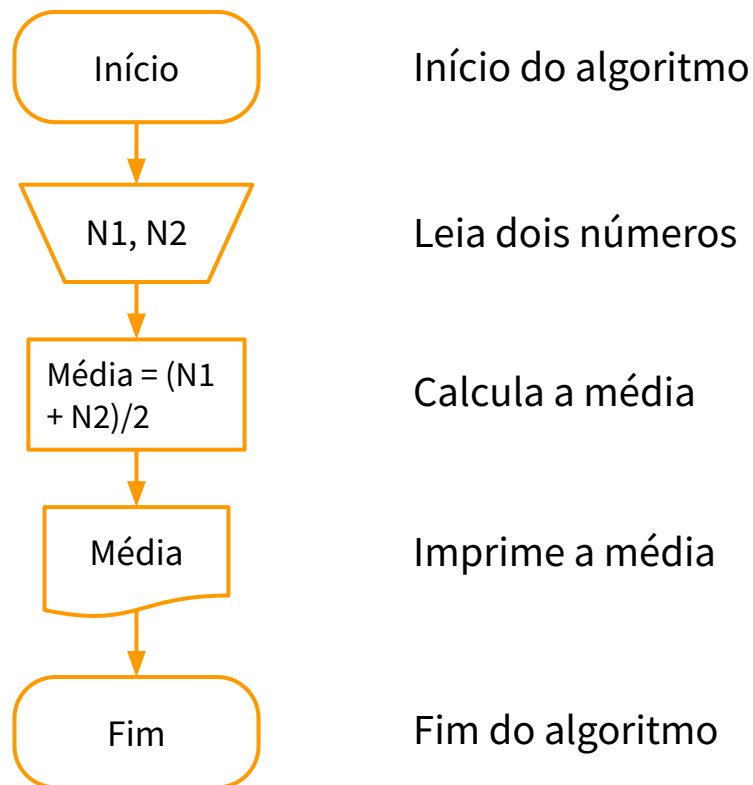 Início
Início do algoritmo
N1, N2
Leia dois números
Média = (N1
+ N2)/2
Calcula a média
Média
Imprime a média
Fim
Fim do algoritmo